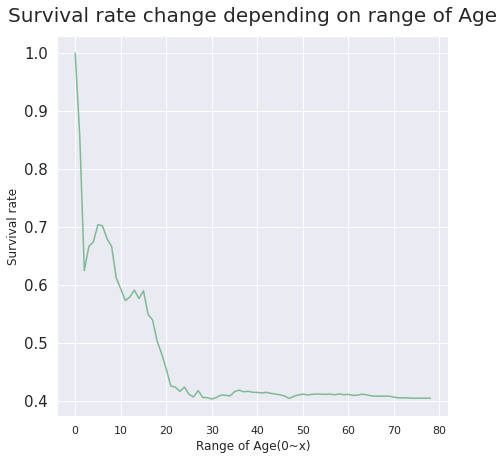 Survival rate change depending on range of Age
1.0
0.9
0.8
0.7
0.6
0.5
0.4
Survival rate
0 10 20 30 40 50 60 70 80
Range of Age(0~x)